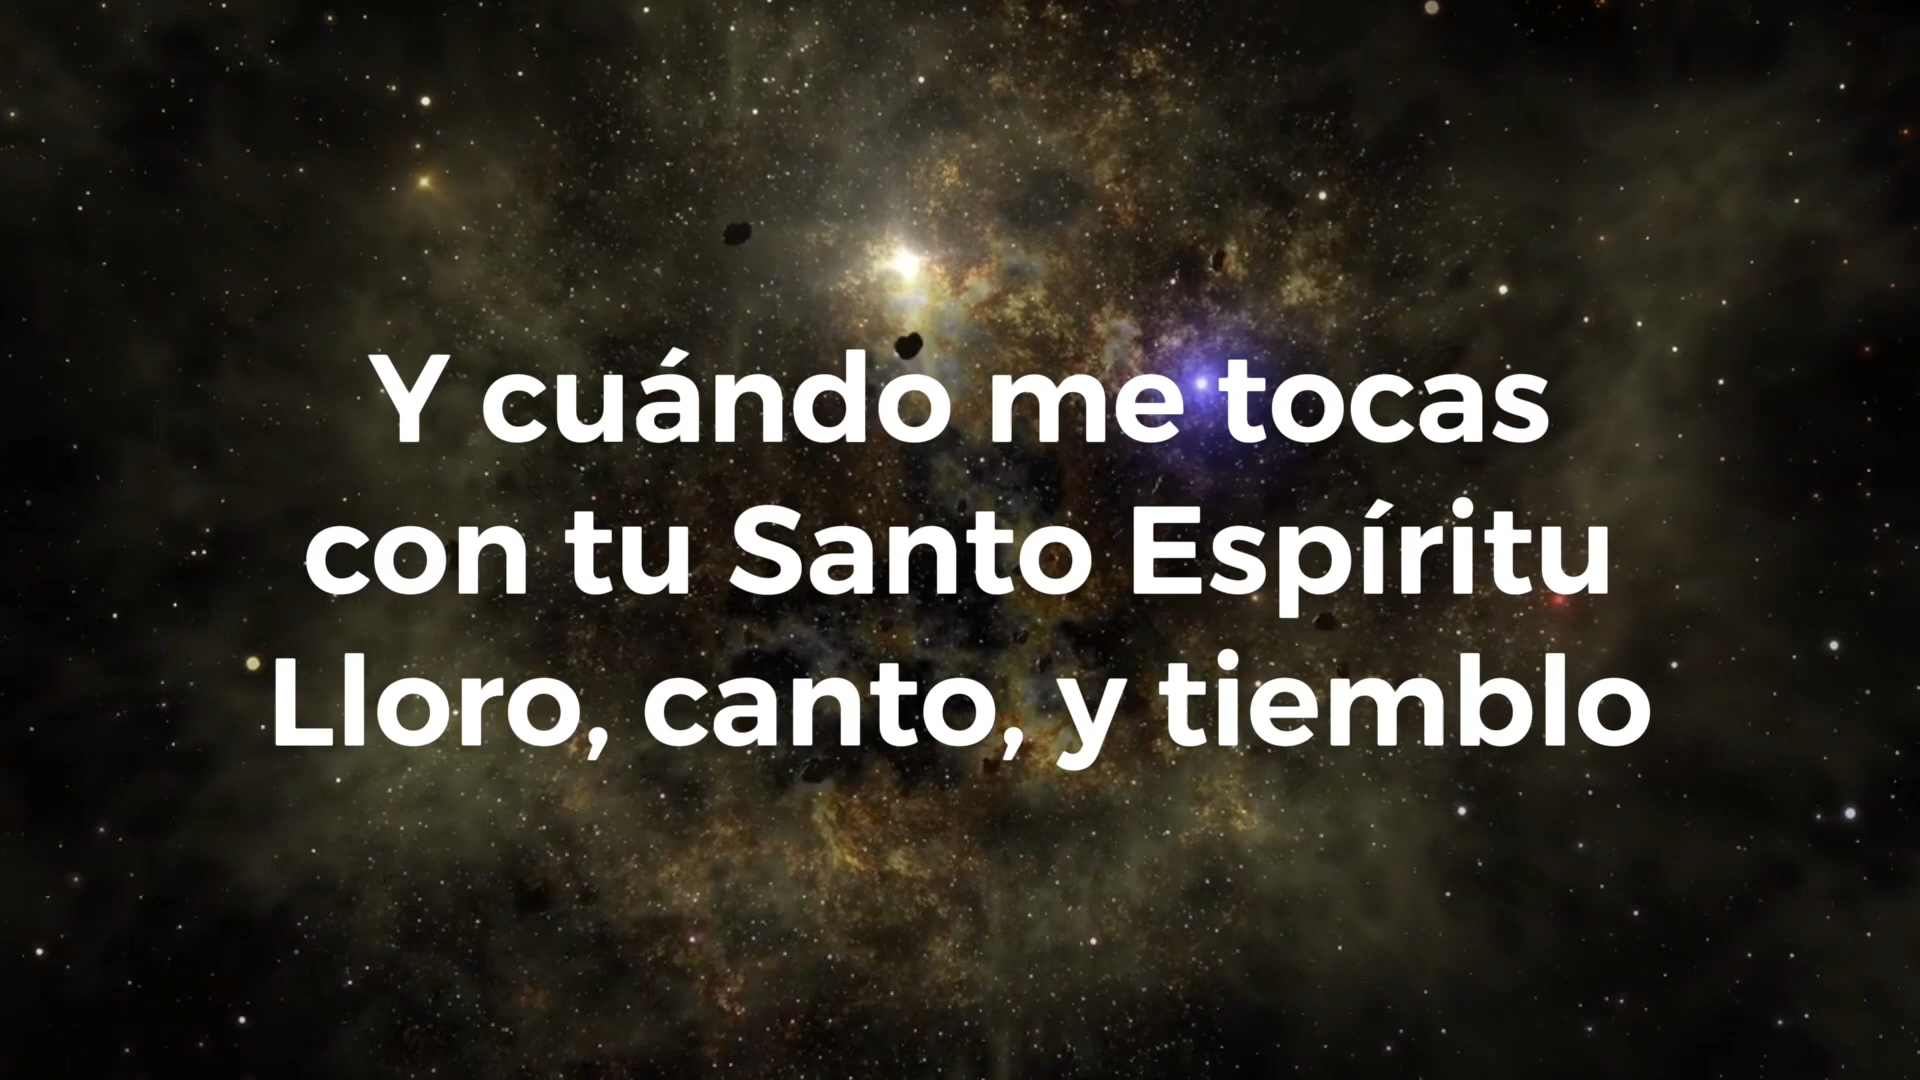 Y cuándo me tocas
con tu Santo Espíritu
Lloro, canto, y tiemblo